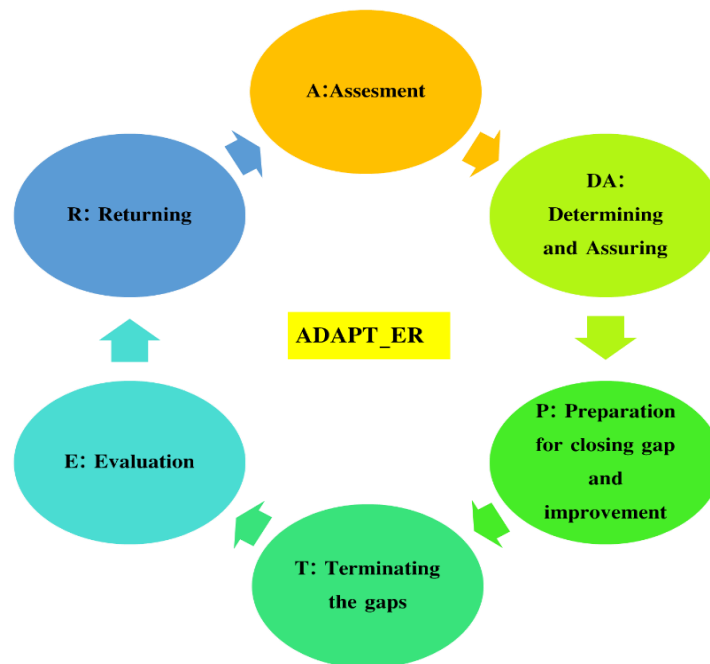 A:Assesment
DA:
Determining
and Assuring
P: Preparation
for closing gap
and
improvement
T: Terminating
the gaps
E: Evaluation
R: Returning
ADAPT_ER